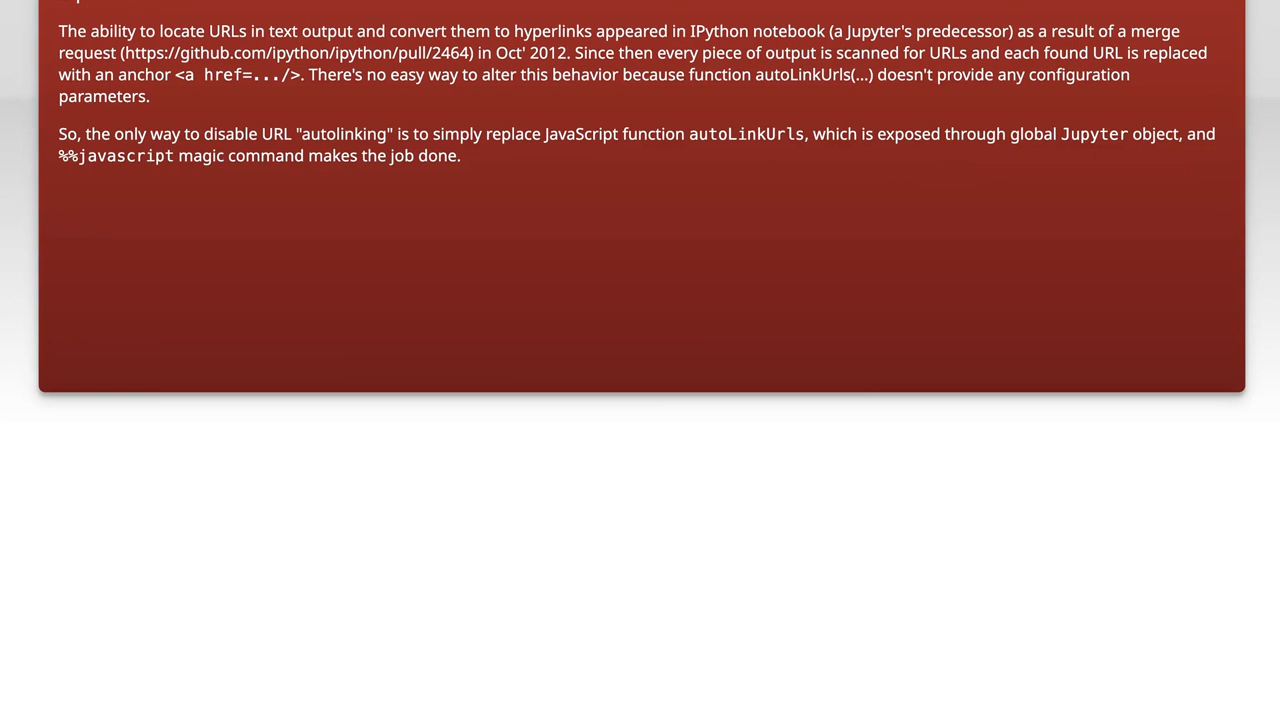 The ability to locate URLs in text output and convert them to hyperlinks appeared in IPython notebook (a Jupyter's predecessor) as a result of a merge
request (https://github.com/ipython/ipython/pull/2464) in Oct' 2012. Since then every piece of output is scanned for URLs and each found URL is replaced
with an anchor <a href=.../>. There's no easy way to alter this behavior because function autoLinkUrls(...) doesn't provide any configuration
parameters.
So, the only way to disable URL "autolinking" is to simply replace JavaScript function autoLinkUrls, which is exposed through global Jupyter object, and
%%javascript magic command makes the job done.